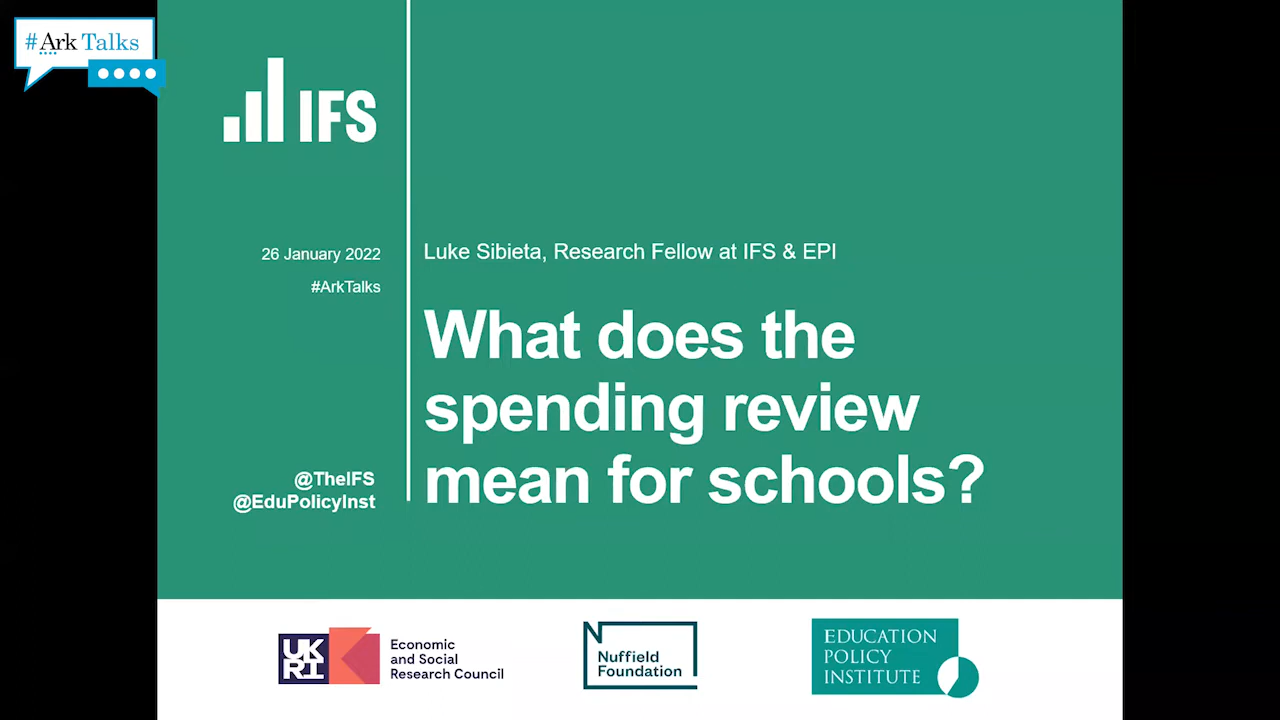 #Ark Talks
IFS
26 January 2022
#ArkTalks
Luke Sibieta, Research Fellow at IFS & EPI
What does the
spending review
mean for schools?
@TheIFS
@EduPolicyInst
UK
RI
Economic
and Social
Research Council
N
Nuffield
Foundation
EDUCATION
POLICY
INSTITUTE